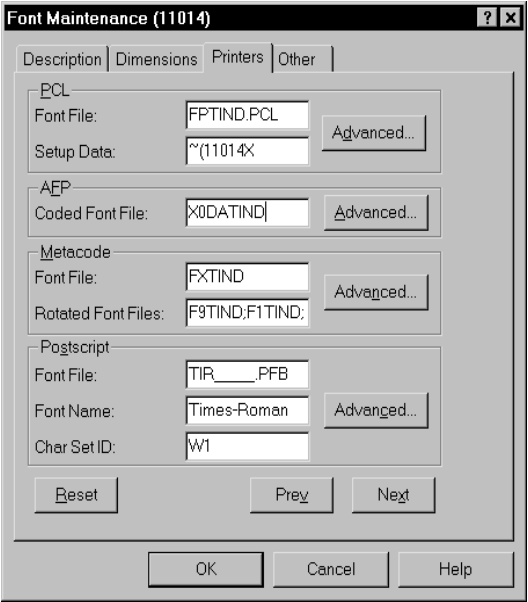 Font Maintenance (11014) ? x
Description Dimensions Printers Other
PCL
Font File: FPTIND.PCL
Advanced...
Setup Data: ~(11014X
AFP
Coded Font File: X0DATIND Advanced...
Metacode
Font File: FXTIND
Advanced...
Rotated Font Files: F9TIND;F1TIND;
Postscript
Font File: TIR_____.PFB
Font Name: Times-Roman Advanced...
Char Set ID: W1
Reset Prev Next
OK Cancel Help